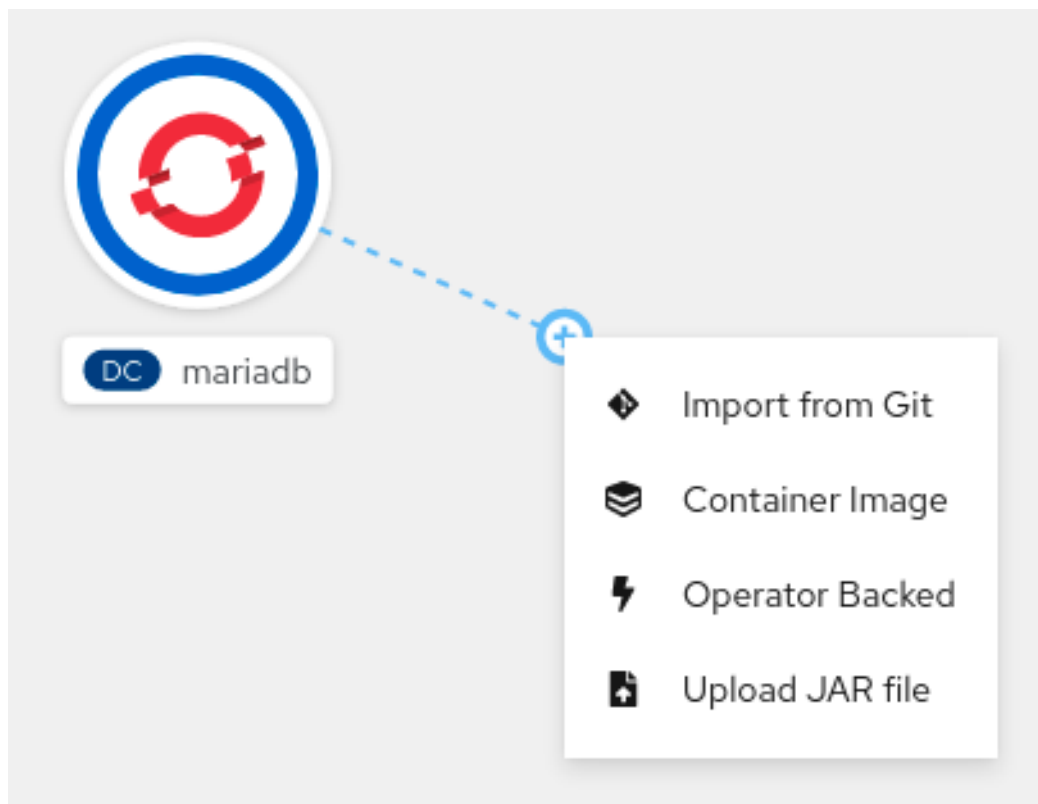 DC mariadb
Import from Git
Container Image
Operator Backed
Upload JAR file